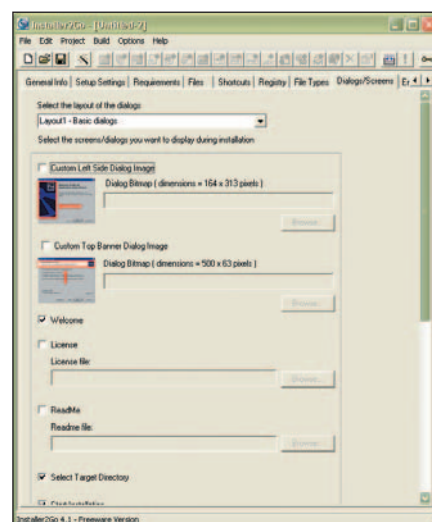 Installer2Go - [Untitled-2]
File Edit Project Build Options Help
General Info Setup Settings Requirements Files Shortcuts Registry File Types Dialogs/Screens
Select the layout of the dialogs
Layout1 - Basic dialogs
Select the screens/dialogs you want to display during installation
Custom Left Side Dialog Image
Dialog Bitmap ( dimensions = 164 x 313 pixels )
Browse...
Custom Top Banner Dialog Image
Dialog Bitmap ( dimensions = 500 x 63 pixels )
Browse...
Welcome
License
License file:
Browse...
ReadMe
Readme file:
Browse...
Select Target Directory
Start Installation
Installer2Go 4.1 - Freeware Version